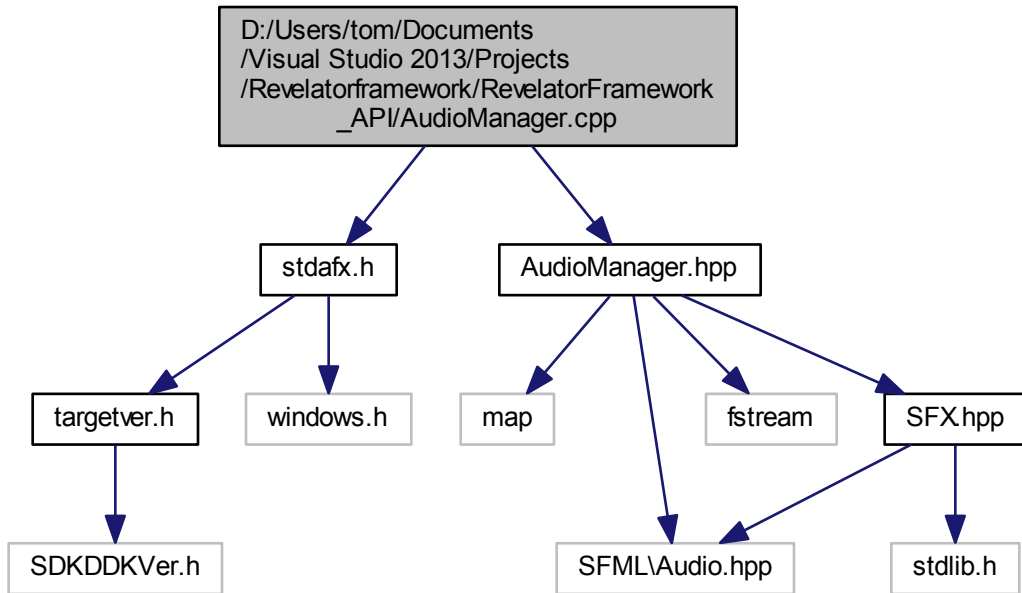 D:/Users/tom/Documents
/Visual Studio 2013/Projects
/Revelatorframework/RevelatorFramework
_API/AudioManager.cpp
stdafx.h
AudioManager.hpp
targetver.h
windows.h
map
fstream
SFX.hpp
SDKDDKVer.h
SFML\Audio.hpp
stdlib.h